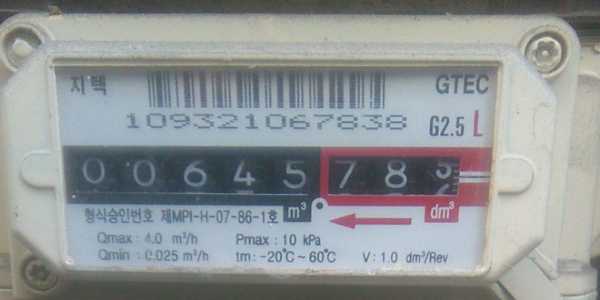 지택 GTEC
109321067838 G2.5 L
00645 785
형식승인번호 제MPI-H-07-86-1호 m³ dm³
Qmax : 4.0 m³/h Pmax : 10 kPa
Qmin : 0.025 m³/h tm : -20℃ ~ 60℃ V : 1.0 dm³/Rev